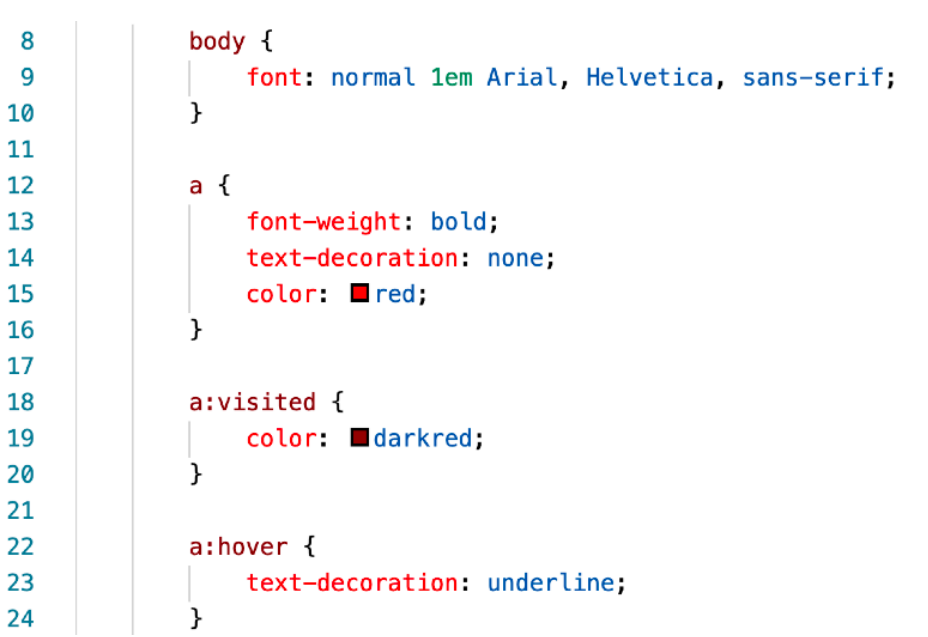 8 body {
9 font: normal 1em Arial, Helvetica, sans-serif;
10 }
11
12 a {
13 font-weight: bold;
14 text-decoration: none;
15 color: red;
16 }
17
18 a:visited {
19 color: darkred;
20 }
21
22 a:hover {
23 text-decoration: underline;
24 }